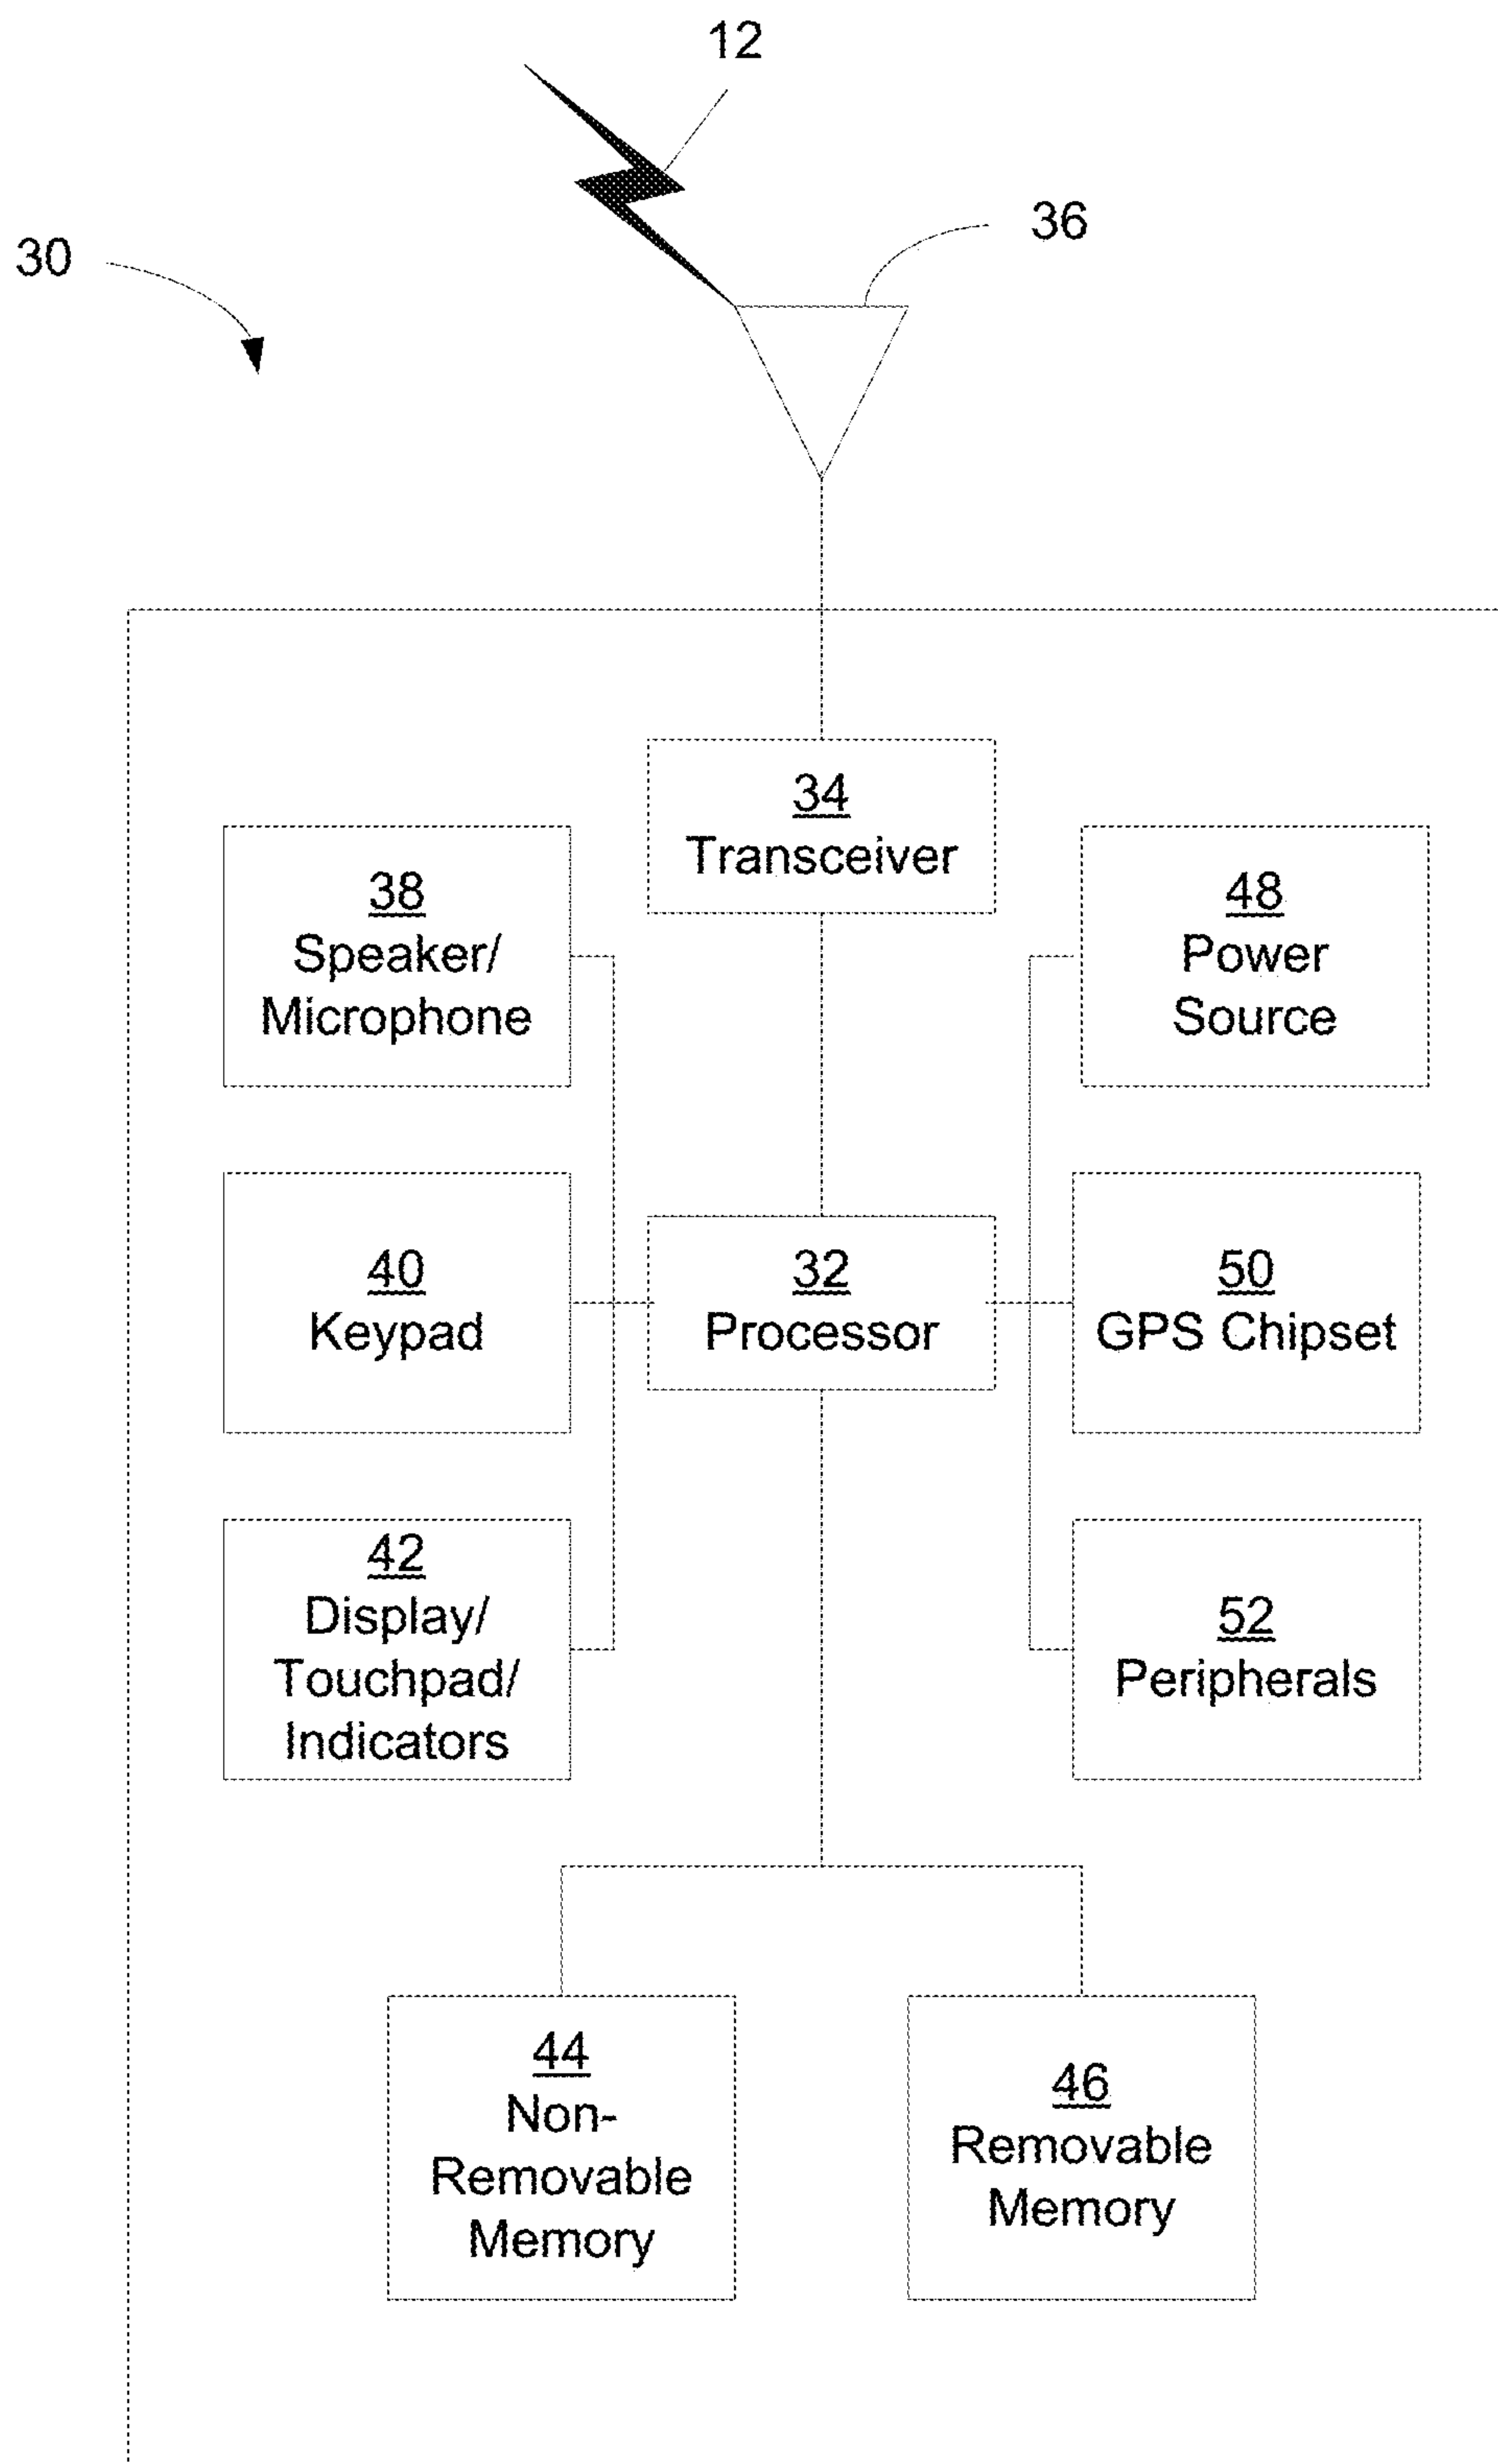 12
36
30
34
Transceiver
38
Speaker/
Microphone
48
Power
Source
40
Keypad
32
Processor
50
GPS Chipset
42
Display/
Touchpad/
Indicators
52
Peripherals
44
Non-
Removable
Memory
46
Removable
Memory